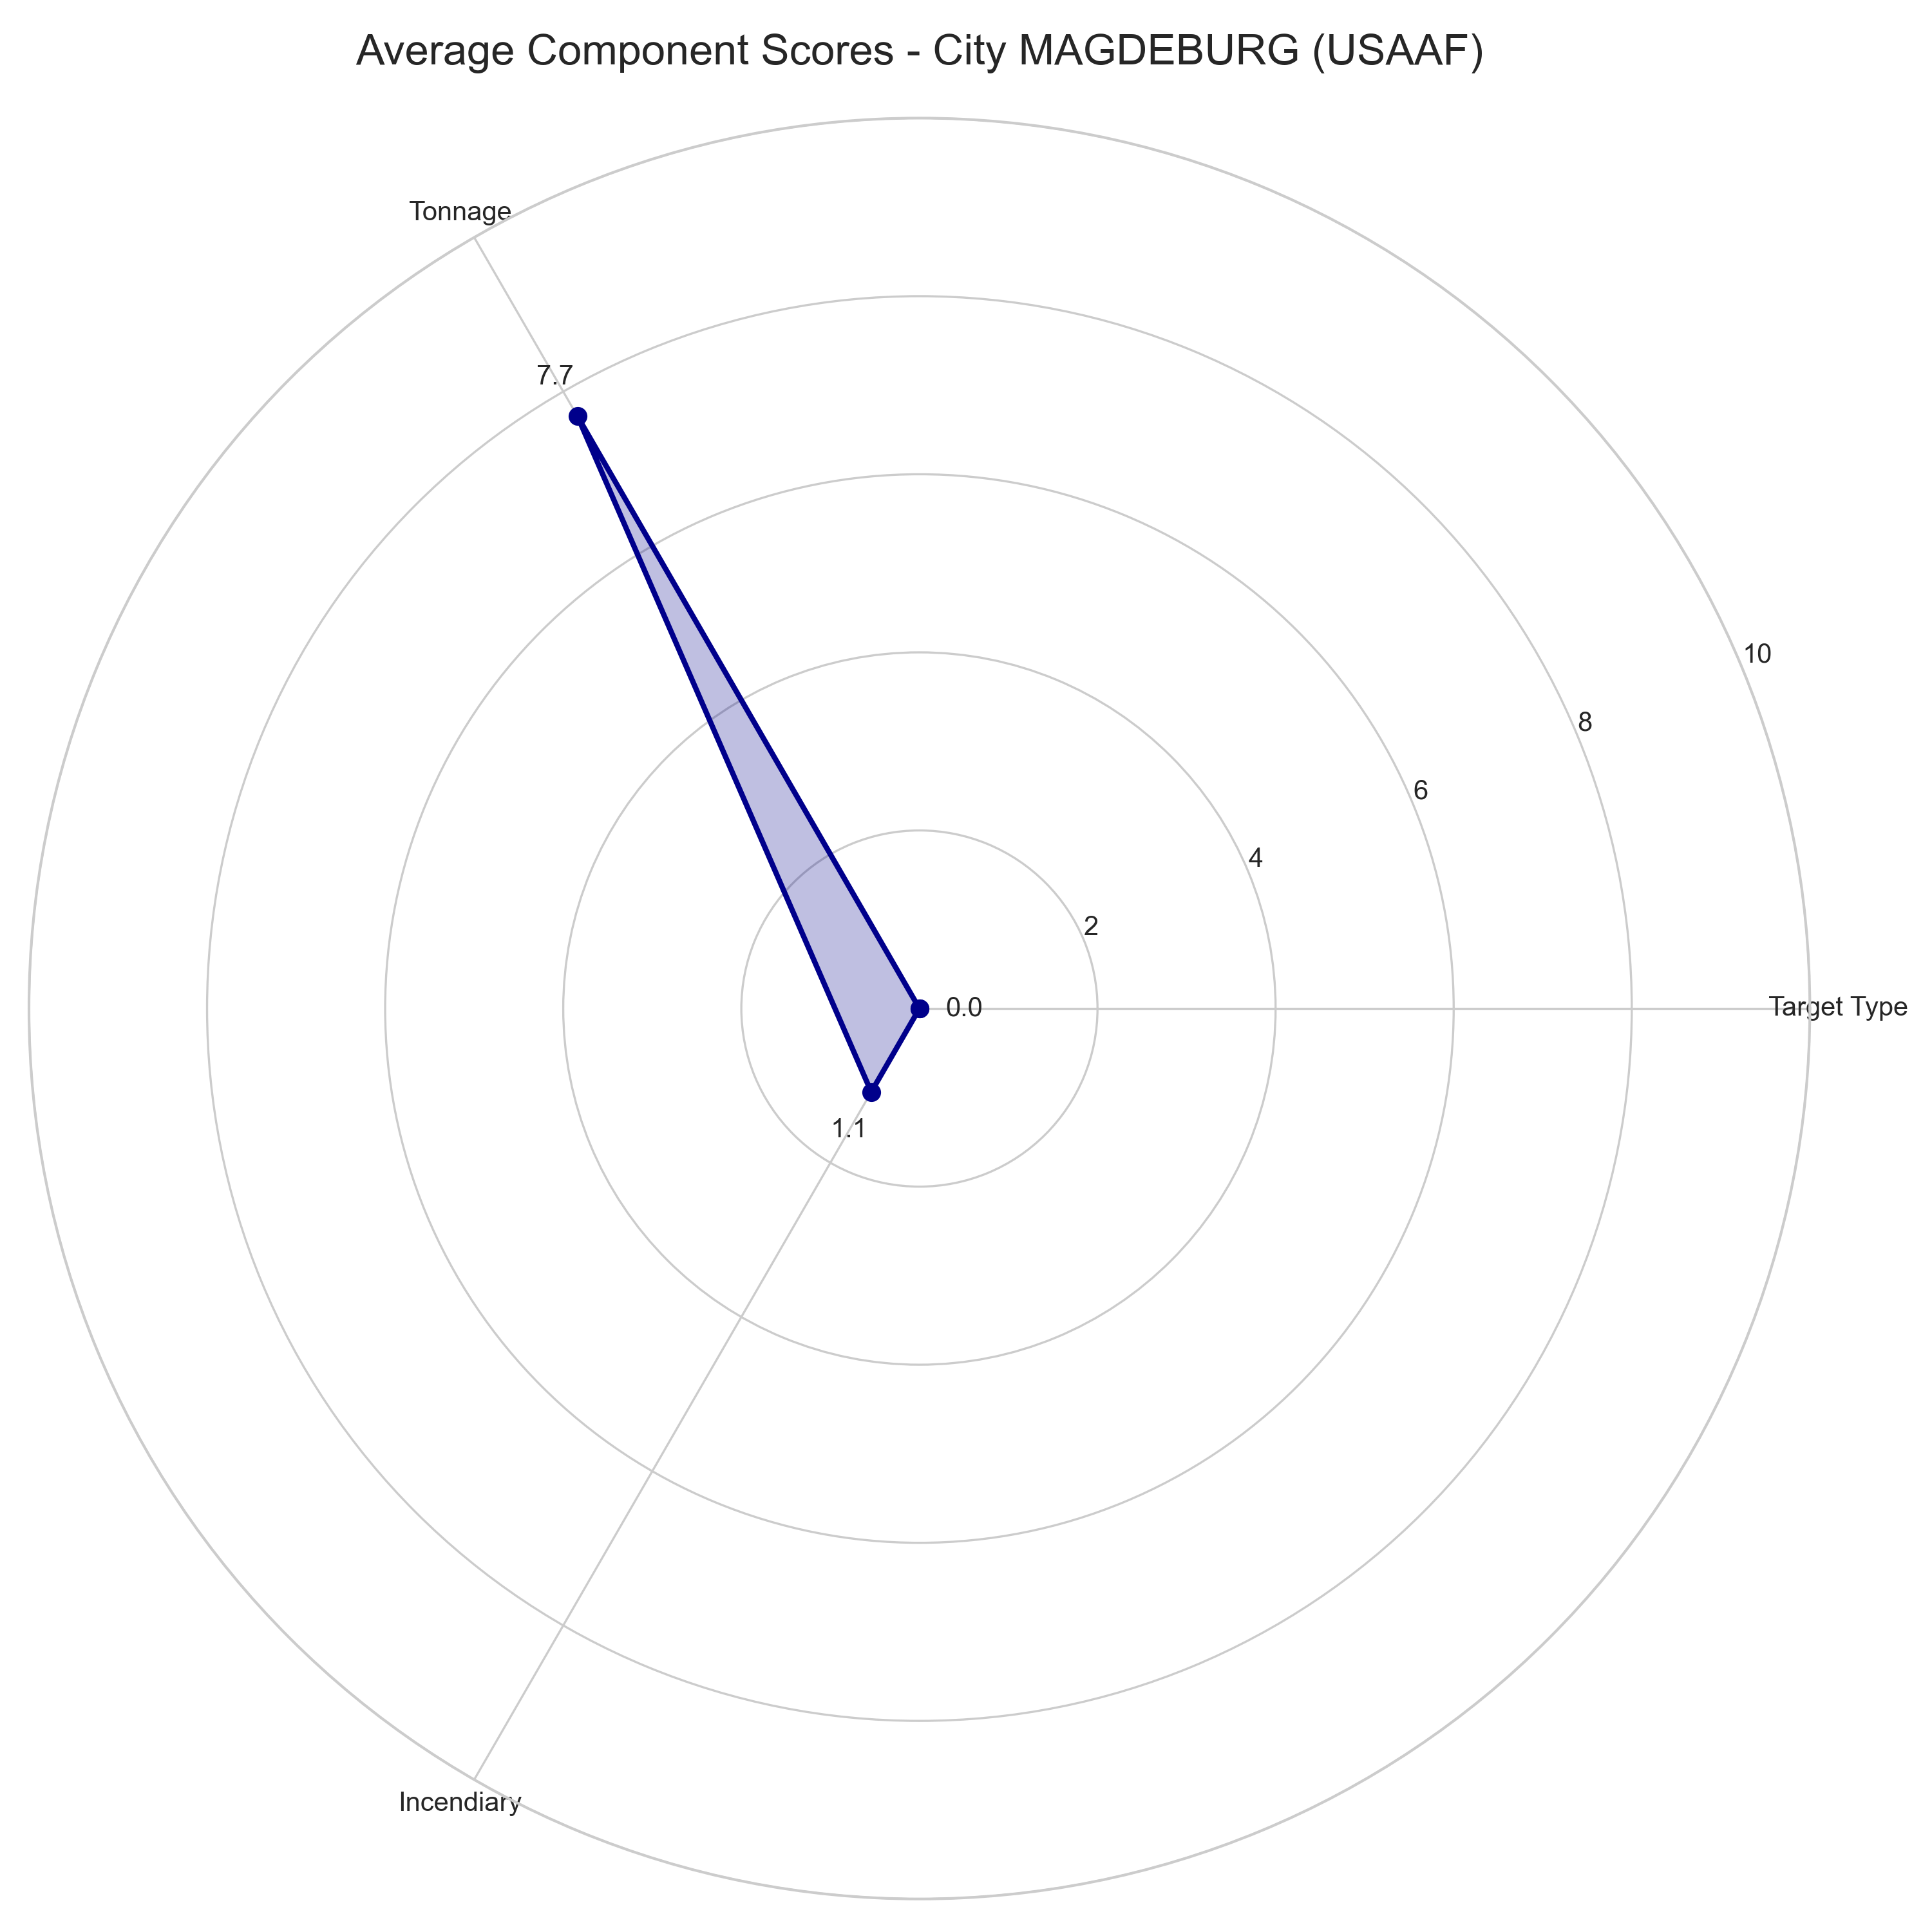 Average Component Scores - City MAGDEBURG (USAAF)
Tonnage
7.7
10
8
6
4
2
0.0
Target Type
1.1
Incendiary